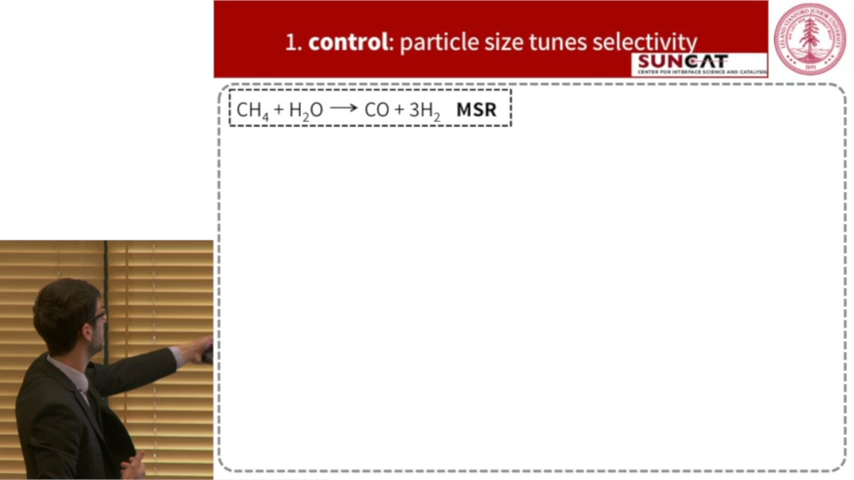 1. control: particle size tunes selectivity
SUNCAT
CENTER FOR INTERFACE SCIENCE AND CATALYSIS
CH₄ + H₂O → CO + 3H₂ MSR